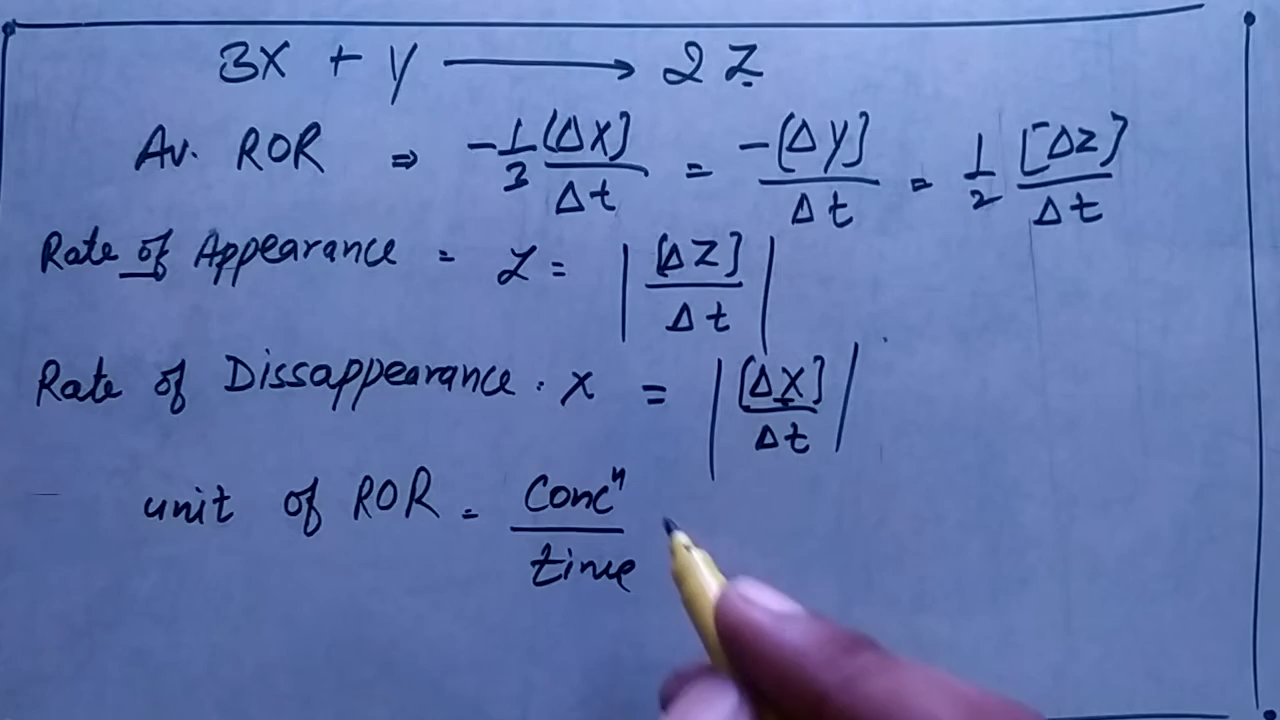 3X + y ⟶ 2 Z
Av. ROR ⇒ -1/3 [ΔX]/Δt = -[ΔY]/Δt = 1/2 [ΔZ]/Δt
Rate of Appearance = Z = |[ΔZ]/Δt|
Rate of Dissappearance . X = |[ΔX]/Δt|
unit of ROR = Concⁿ/time